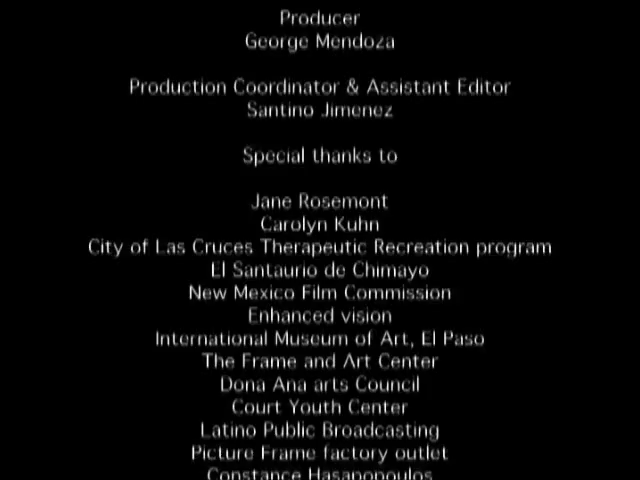 Producer
George Mendoza
Production Coordinator & Assistant Editor
Santino Jimenez
Special thanks to
Jane Rosemont
Carolyn Kuhn
City of Las Cruces Therapeutic Recreation program
El Santaurio de Chimayo
New Mexico Film Commission
Enhanced vision
International Museum of Art, El Paso
The Frame and Art Center
Dona Ana arts Council
Court Youth Center
Latino Public Broadcasting
Picture Frame factory outlet
Constance Hasapopoulos